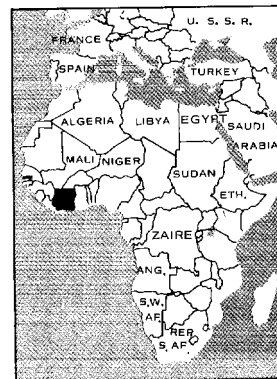 U. S. S. R.
FRANCE
SPAIN
TURKEY
ALGERIA
LIBYA
EGYPT
SAUDI
ARABIA
MALI
NIGER
SUDAN
ETH.
ZAIRE
ANG.
S.W.
AF.
REP.
S. AF.